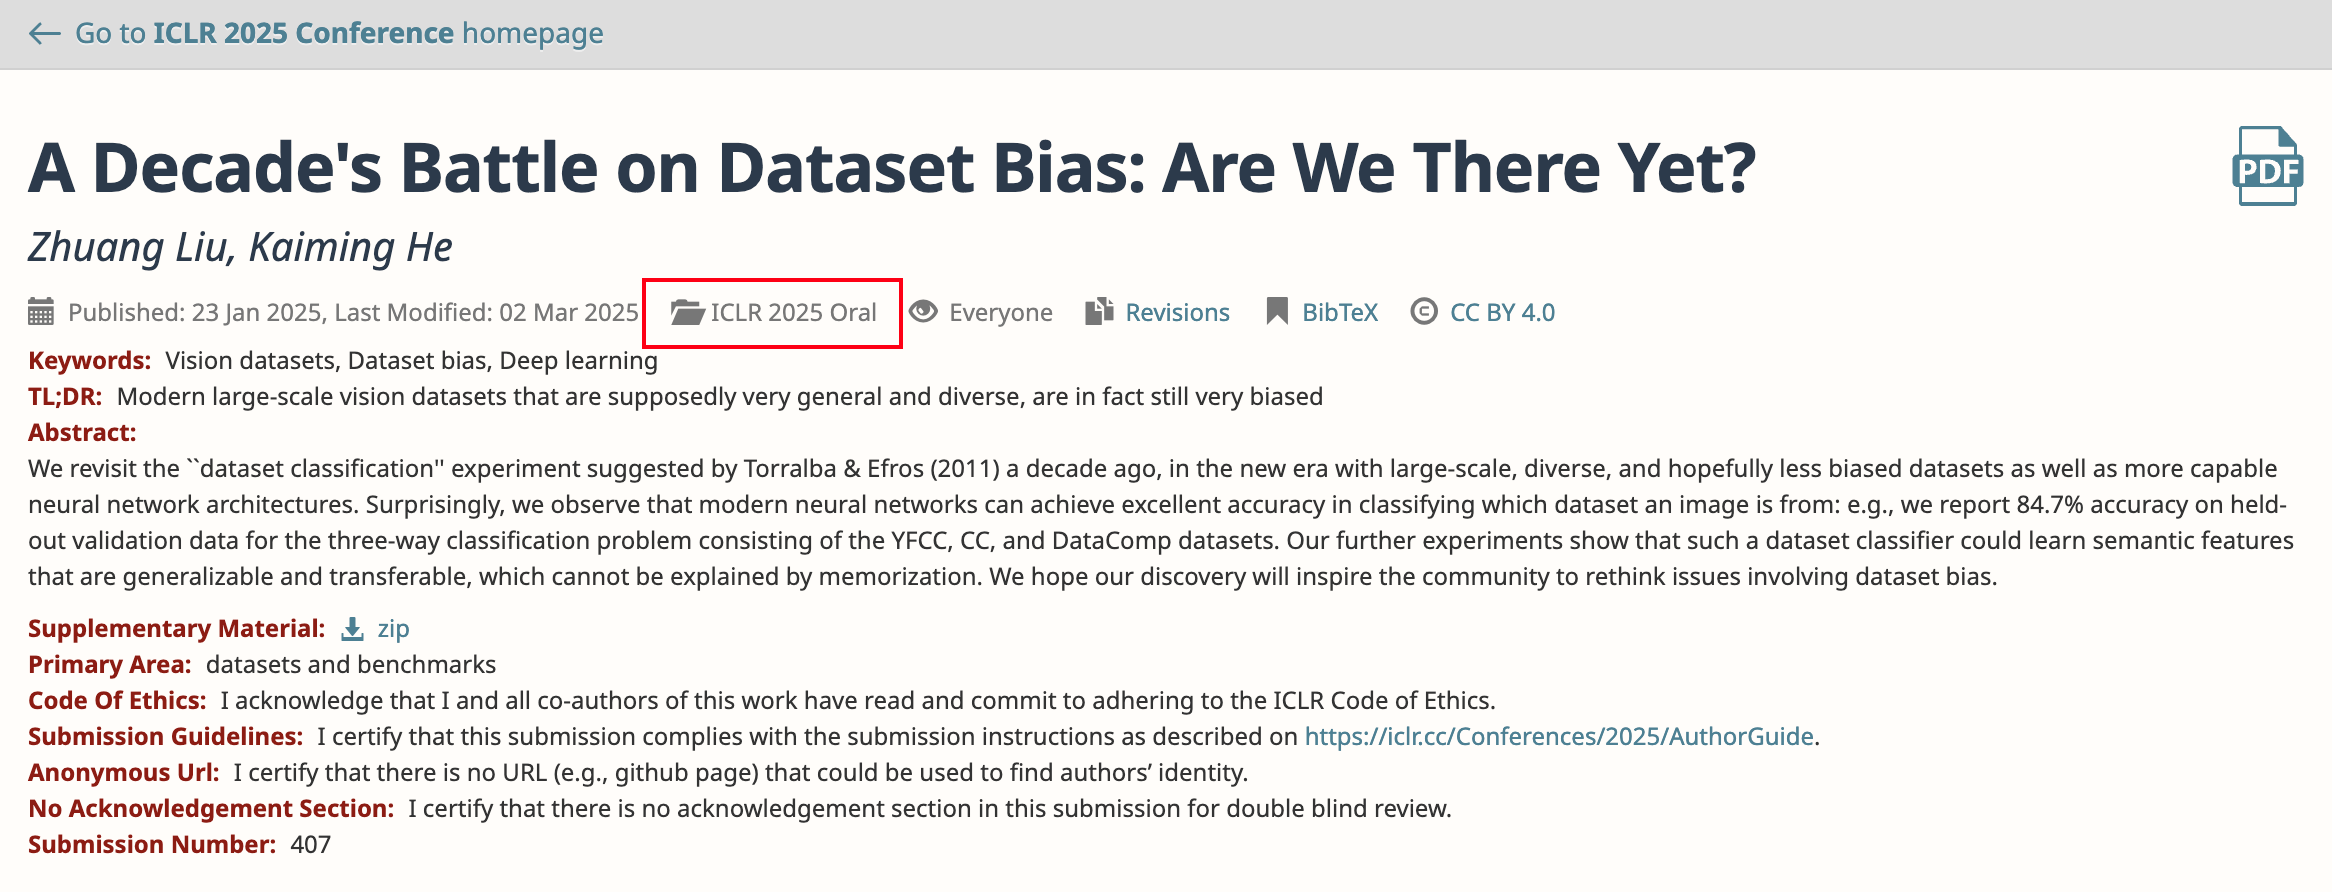 ← Go to ICLR 2025 Conference homepage
A Decade's Battle on Dataset Bias: Are We There Yet?
PDF
Zhuang Liu, Kaiming He
Published: 23 Jan 2025, Last Modified: 02 Mar 2025 ICLR 2025 Oral Everyone Revisions BibTeX © CC BY 4.0
Keywords: Vision datasets, Dataset bias, Deep learning
TL;DR: Modern large-scale vision datasets that are supposedly very general and diverse, are in fact still very biased
Abstract:
We revisit the ``dataset classification'' experiment suggested by Torralba & Efros (2011) a decade ago, in the new era with large-scale, diverse, and hopefully less biased datasets as well as more capable
neural network architectures. Surprisingly, we observe that modern neural networks can achieve excellent accuracy in classifying which dataset an image is from: e.g., we report 84.7% accuracy on held-
out validation data for the three-way classification problem consisting of the YFCC, CC, and DataComp datasets. Our further experiments show that such a dataset classifier could learn semantic features
that are generalizable and transferable, which cannot be explained by memorization. We hope our discovery will inspire the community to rethink issues involving dataset bias.
Supplementary Material: zip
Primary Area: datasets and benchmarks
Code Of Ethics: I acknowledge that I and all co-authors of this work have read and commit to adhering to the ICLR Code of Ethics.
Submission Guidelines: I certify that this submission complies with the submission instructions as described on https://iclr.cc/Conferences/2025/AuthorGuide.
Anonymous Url: I certify that there is no URL (e.g., github page) that could be used to find authors’ identity.
No Acknowledgement Section: I certify that there is no acknowledgement section in this submission for double blind review.
Submission Number: 407